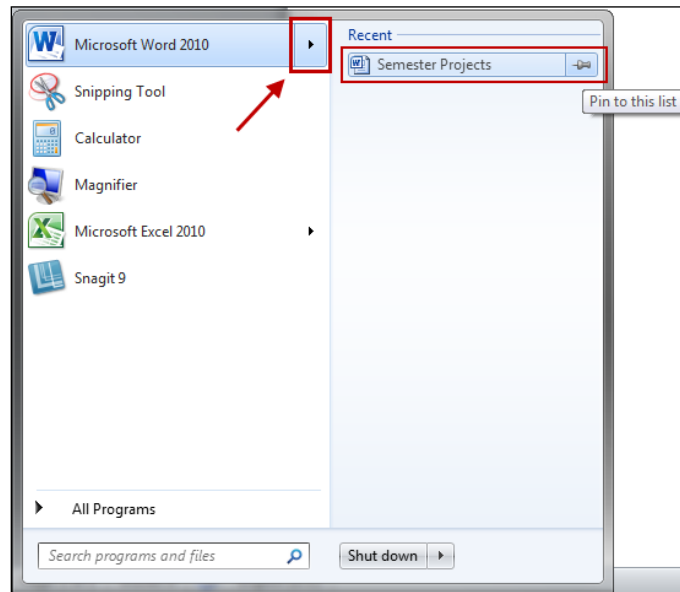 Microsoft Word 2010
Snipping Tool
Calculator
Magnifier
Microsoft Excel 2010
Snagit 9
All Programs
Search programs and files
Recent
Semester Projects
Pin to this list
Shut down